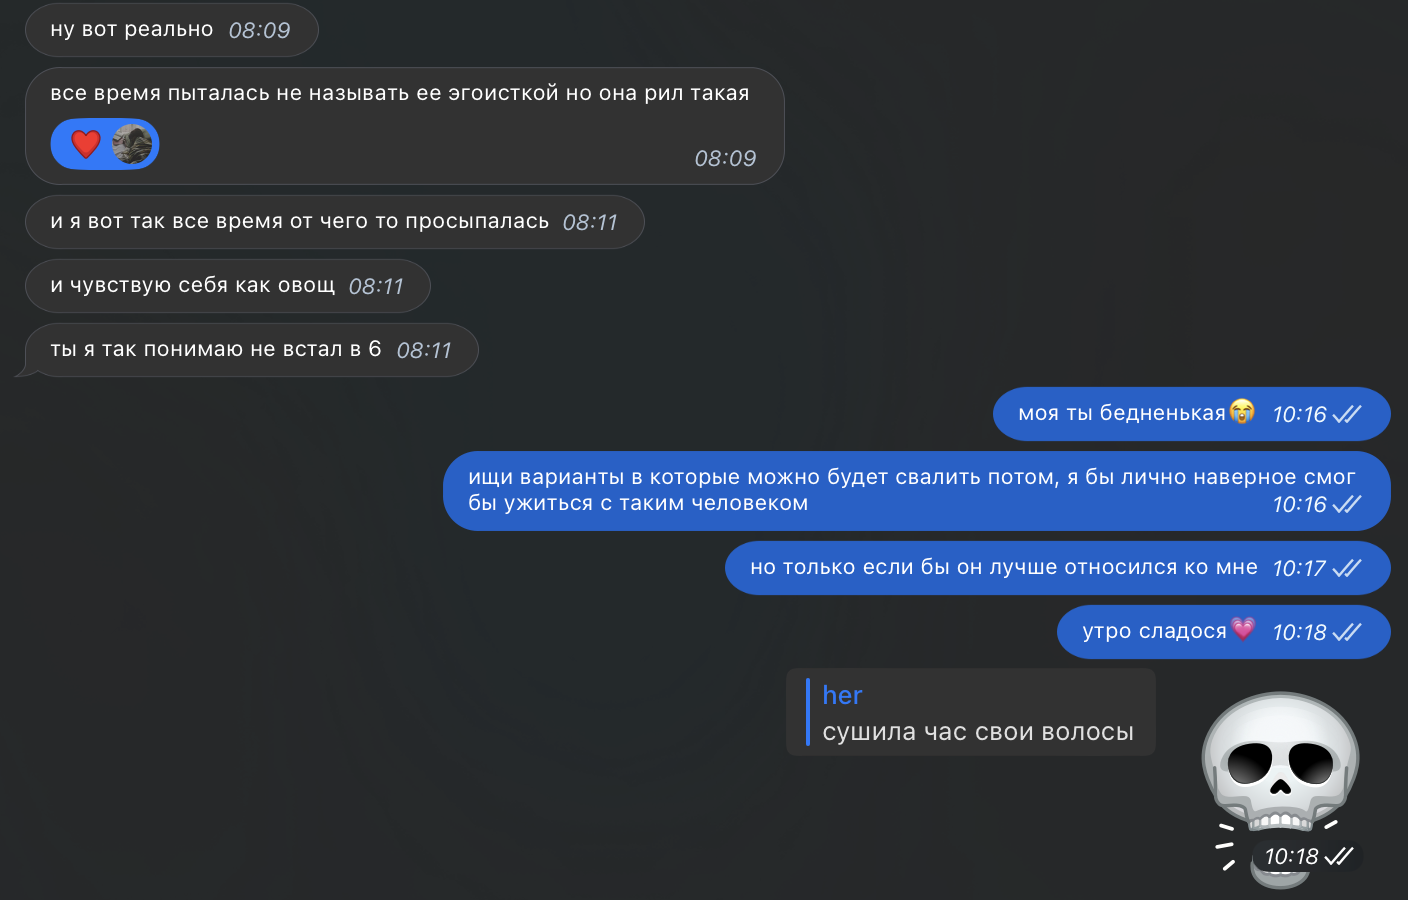 ну вот реально 08:09
все время пыталась не называть ее эгоисткой но она рил такая
08:09
и я вот так все время от чего то просыпалась 08:11
и чувствую себя как овощ 08:11
ты я так понимаю не встал в 6 08:11
моя ты бедненькая 10:16
ищи варианты в которые можно будет свалить потом, я бы лично наверное смог
бы ужиться с таким человеком 10:16
но только если бы он лучше относился ко мне 10:17
утро сладося 10:18
her
сушила час свои волосы
10:18